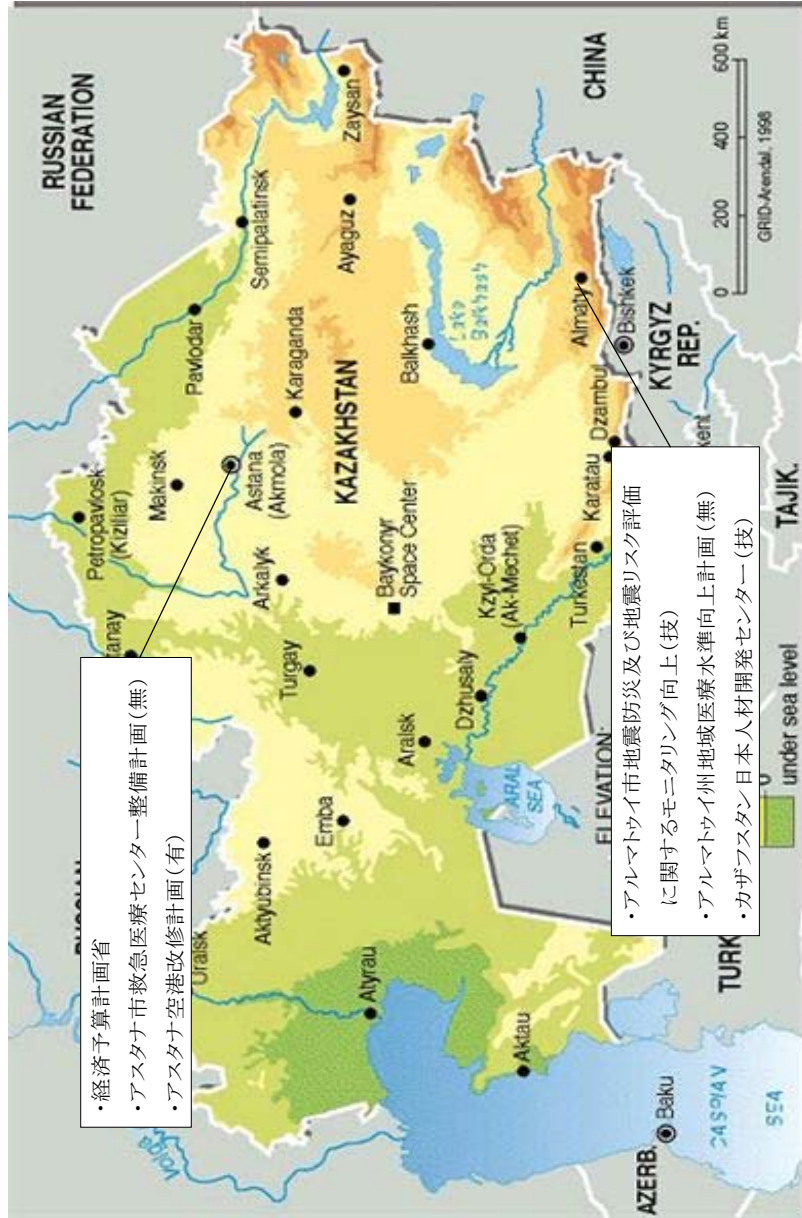 RUSSIAN
FEDERATION
CHINA
KAZAKHSTAN
KYRGYZ
REP.
TAJIK.
TURK
AZERB.
Volga
Uralsk
Petropavlosk
(Kiziliar)
Makinsk
Pavlodar
Semipalatinsk
Zaysan
Ayaguz
Karaganda
Astana
(Akmola)
Arkalyk
Turgay
Aktyubinsk
Emba
Atyrau
Aktau
Aralsk
Baykonyr
Space Center
Dzhusaly
Kzyl-Orda
(Ak-Mechet)
Turkestan
Karatau
Dzambul
Balkhash
Lake
Balkhash
Almaty
Bishkek
Baku
ARAL
SEA
CASPIAN
SEA
・経済予算計画省
・アスタナ市救急医療センター整備計画(無)
・アスタナ空港改修計画(有)
・アルマトゥイ市地震防災及び地震リスク評価
に関するモニタリング向上(技)
・アルマトゥイ州地域医療水準向上計画(無)
・カザフスタン日本人材開発センター(技)
ELEVATION:
0
under sea level
0 200 400 600 km
GRID-Arendal, 1998